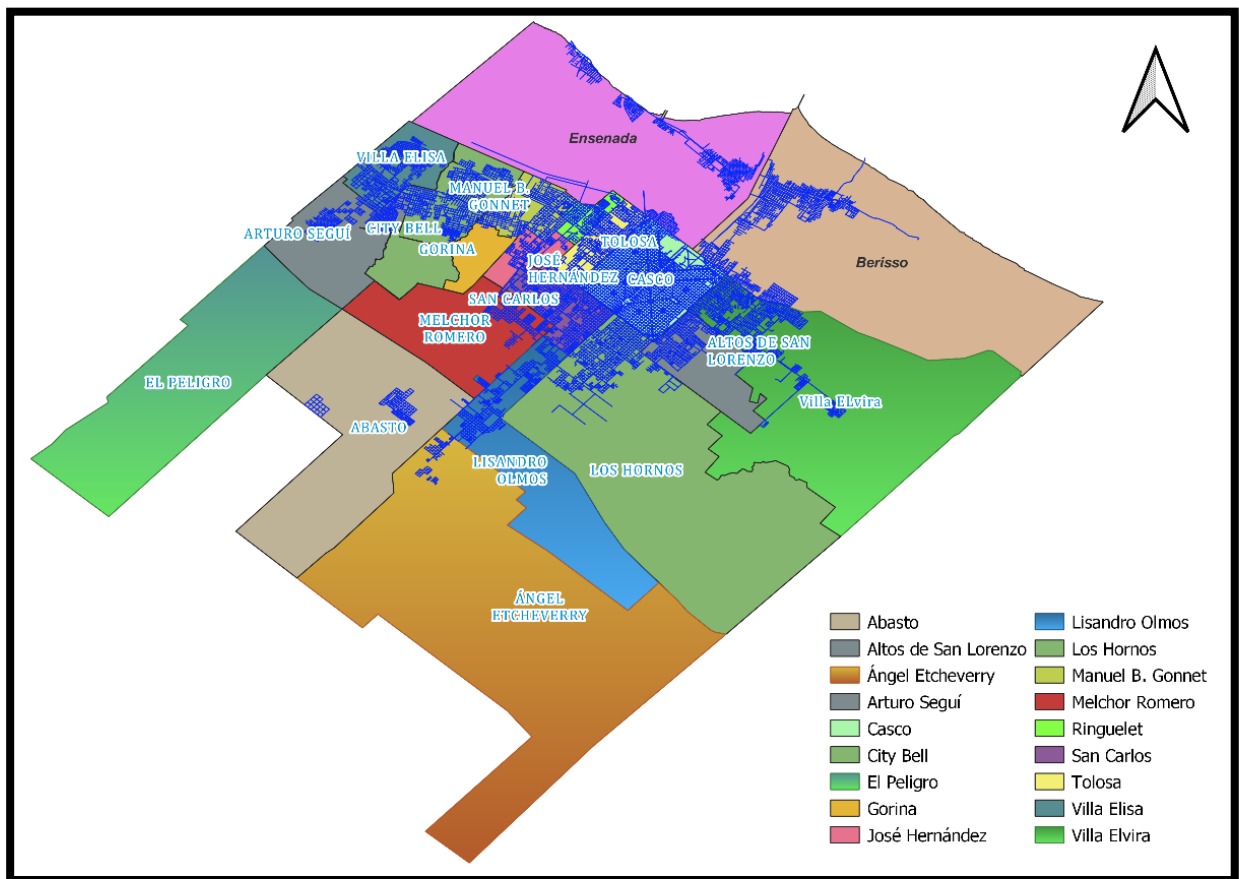 Ensenada
VILLA ELISA
MANUEL B.
GONNET
ARTURO SEGUÍ
CITY BELL
GORINA
TOLOSA
JOSÉ
HERNÁNDEZ
CASCO
Berisso
SAN CARLOS
MELCHOR
ROMERO
ALTOS DE SAN
LORENZO
EL PELIGRO
Villa ELvira
ABASTO
LISANDRO
OLMOS
LOS HORNOS
ÁNGEL
ETCHEVERRY
Abasto
Altos de San Lorenzo
Ángel Etcheverry
Arturo Seguí
Casco
City Bell
El Peligro
Gorina
José Hernández
Lisandro Olmos
Los Hornos
Manuel B. Gonnet
Melchor Romero
Ringuelet
San Carlos
Tolosa
Villa Elisa
Villa Elvira